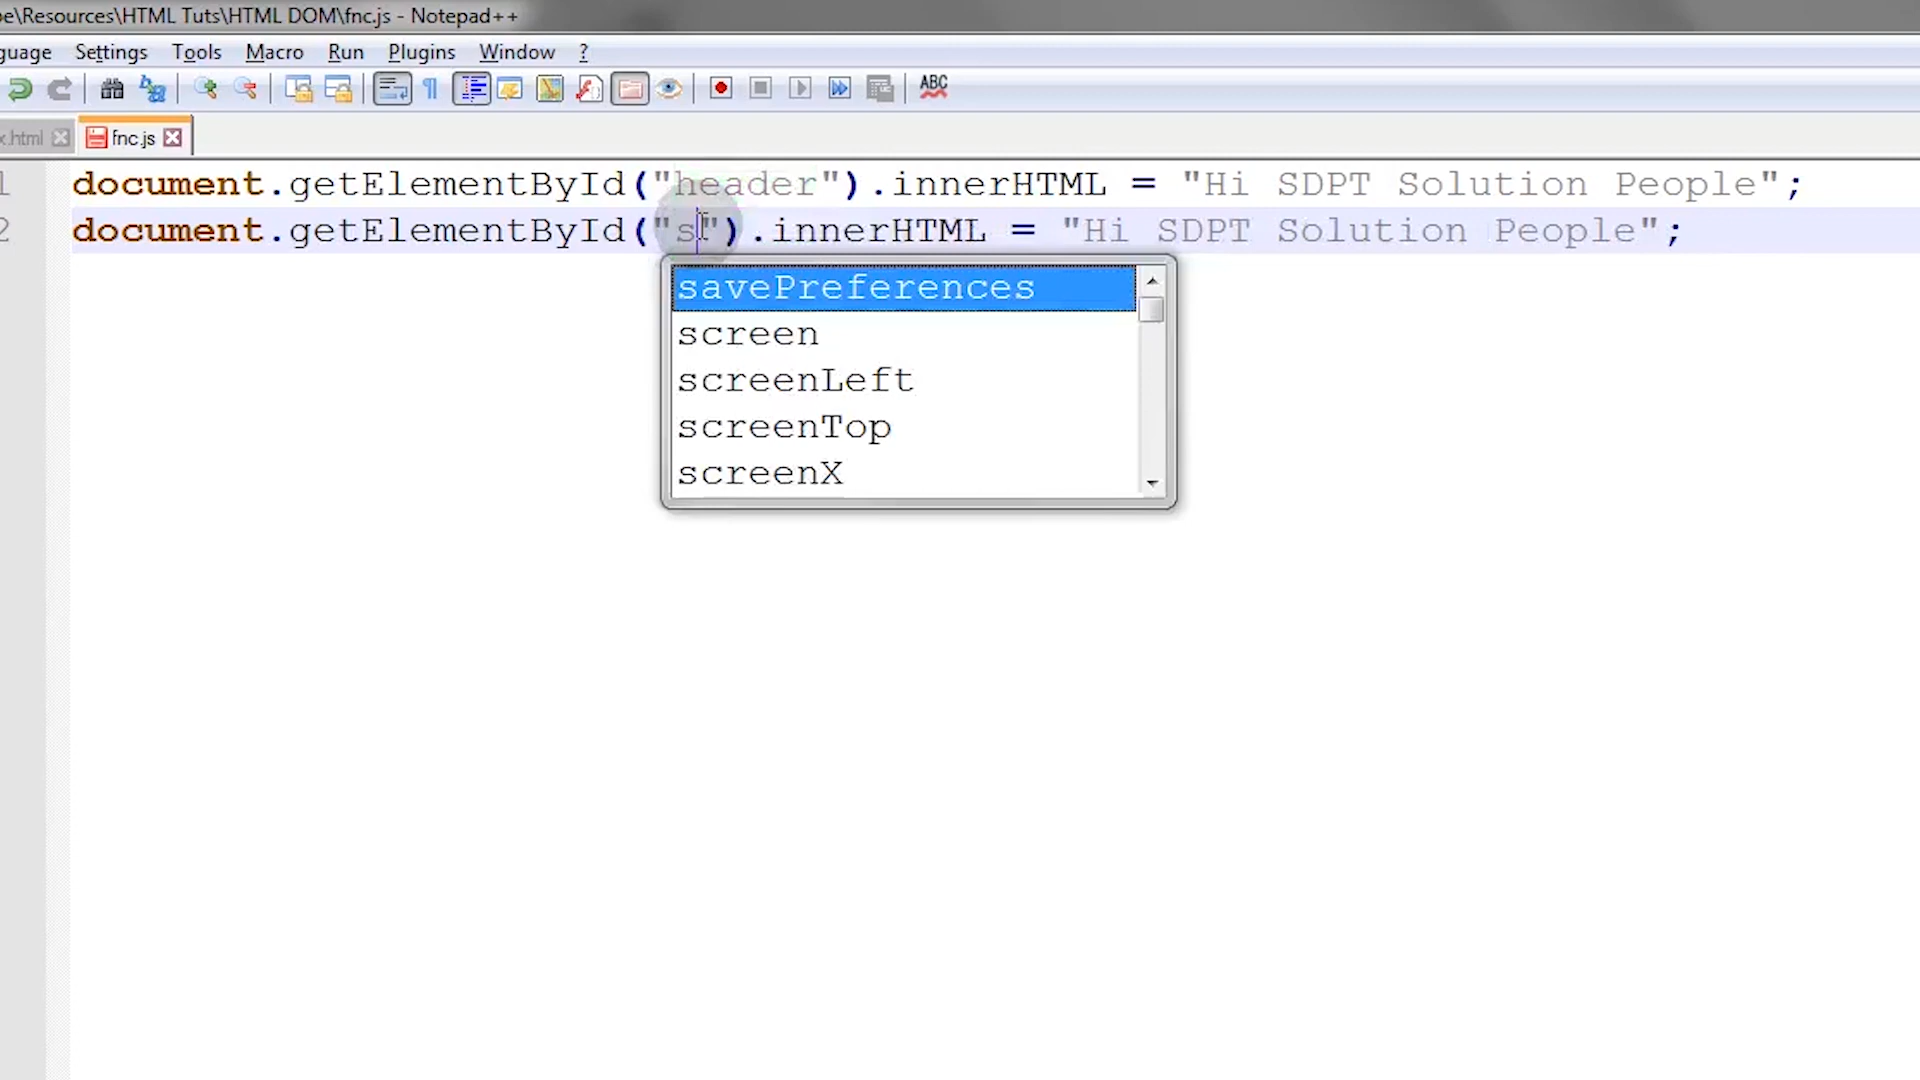 be\Resources\HTML Tuts\HTML DOM\fnc.js - Notepad++
guage Settings Tools Macro Run Plugins Window ?
ABC
x.html fnc.js
1 document.getElementById("header").innerHTML = "Hi SDPT Solution People";
2 document.getElementById("s").innerHTML = "Hi SDPT Solution People";
savePreferences
screen
screenLeft
screenTop
screenX